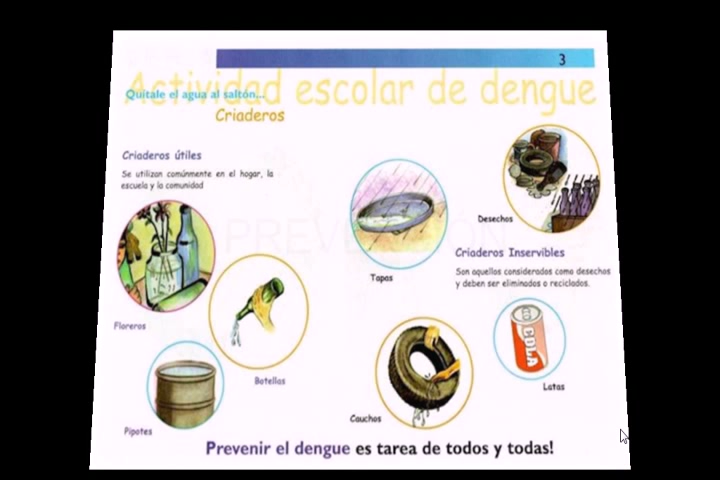 3
Actividad escolar de dengue
Quítale el agua al saltón...
Criaderos
Criaderos útiles
Se utilizan comúnmente en el hogar, la
escuela y la comunidad
Floreros
Botellas
Pipotes
Tapas
Cauchos
Desechos
Criaderos Inservibles
Son aquellos considerados como desechos
y deben ser eliminados o reciclados.
COLA
Latas
PREVENCIÓN
Prevenir el dengue es tarea de todos y todas!